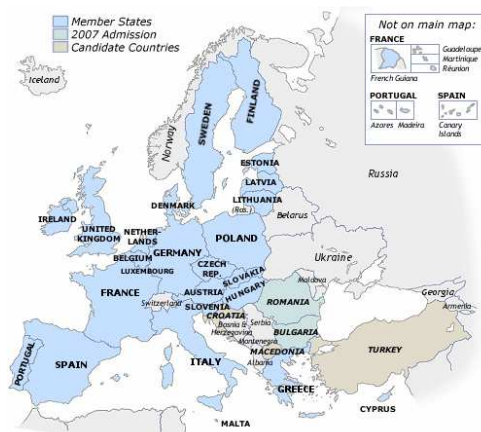 Member States
2007 Admission
Candidate Countries
Not on main map:
FRANCE
Guadeloupe
Martinique
Réunion
French Guiana
PORTUGAL
SPAIN
Azores
Madeira
Canary
Islands
Iceland
FINLAND
SWEDEN
Norway
Russia
ESTONIA
LATVIA
LITHUANIA
(Rus.)
DENMARK
Belarus
IRELAND
UNITED
KINGDOM
NETHER-
LANDS
POLAND
GERMANY
BELGIUM
LUXEMBOURG
CZECH
REP.
SLOVAKIA
Ukraine
Moldova
FRANCE
Switzerland
AUSTRIA
HUNGARY
SLOVENIA
ROMANIA
Georgia
Armenia
CROATIA
Bosnia &
Herzegovina
Serbia
Montenegro
BULGARIA
PORTUGAL
SPAIN
ITALY
MACEDONIA
Albania
TURKEY
GREECE
CYPRUS
MALTA